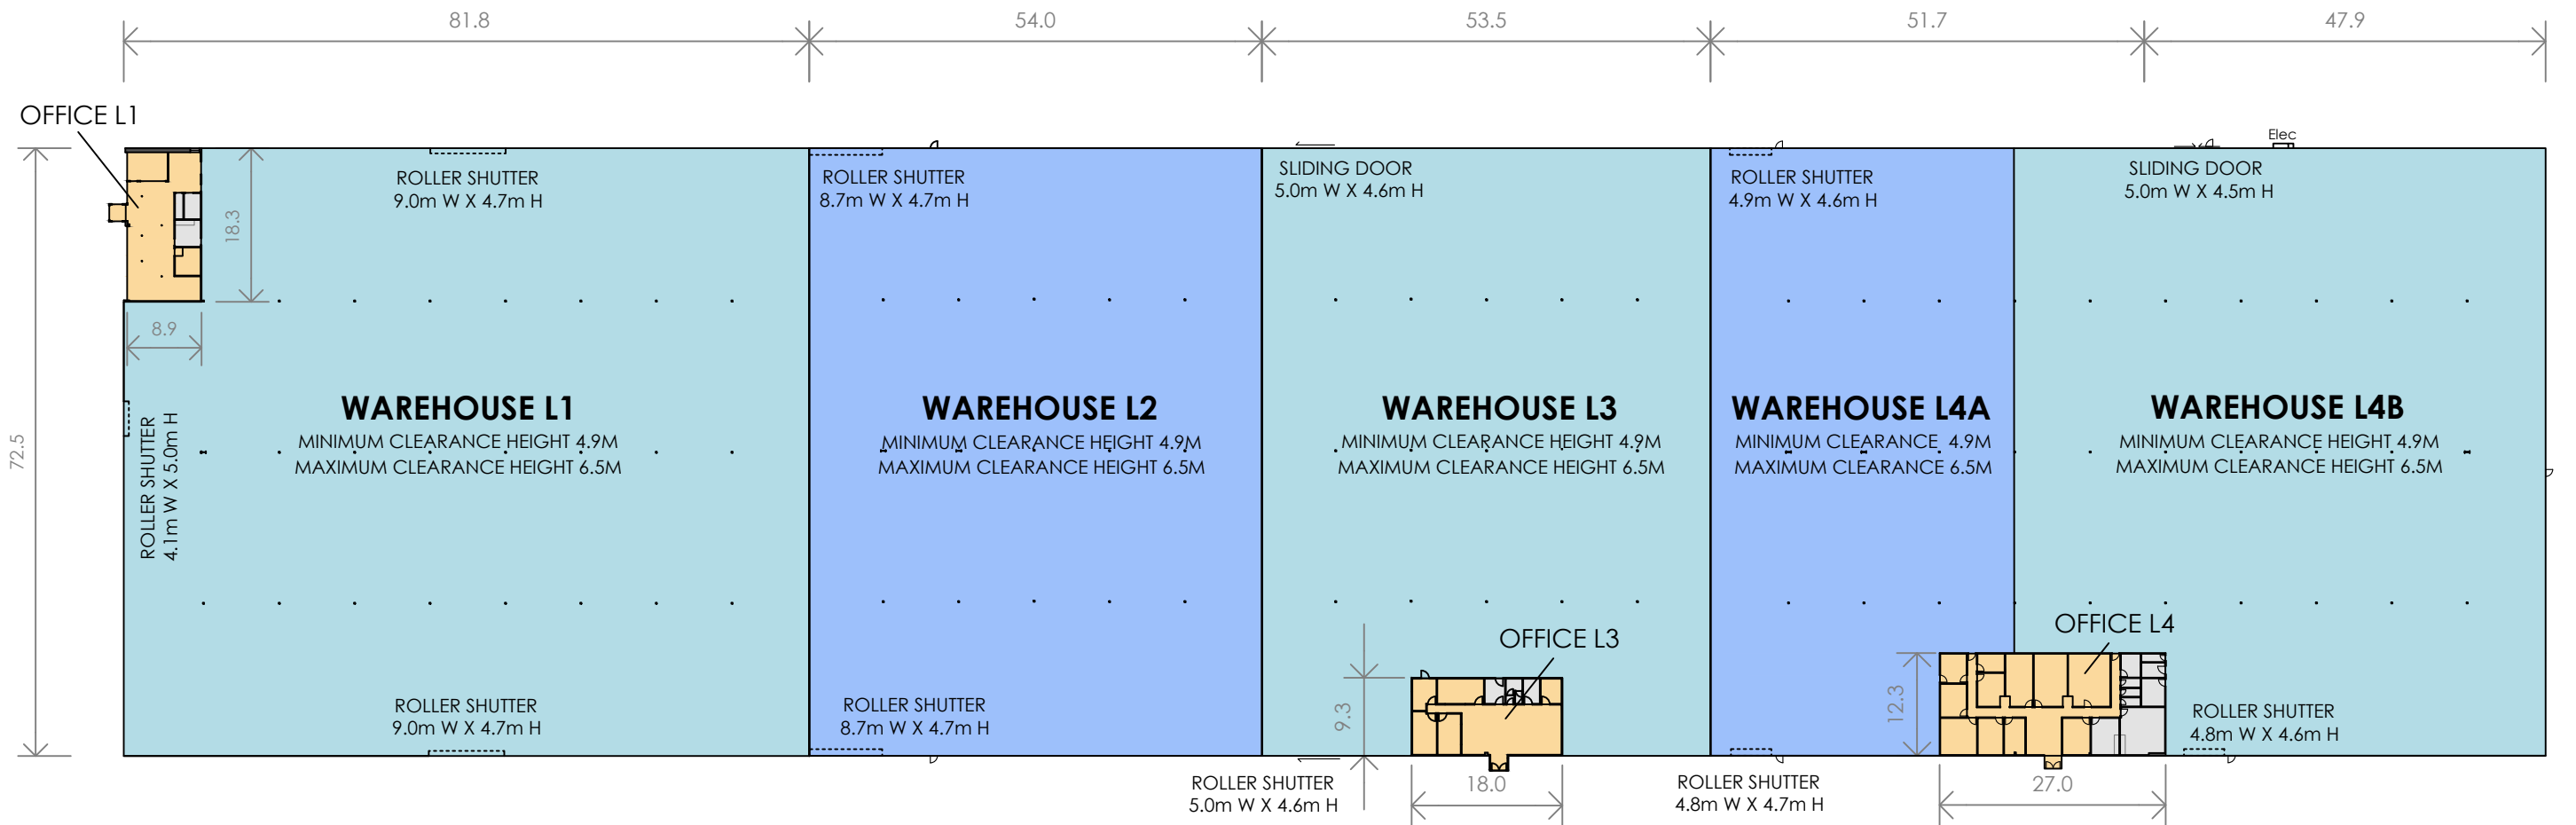 81.8
54.0
53.5
51.7
47.9
OFFICE L1
Elec
ROLLER SHUTTER
9.0m W X 4.7m H
ROLLER SHUTTER
8.7m W X 4.7m H
SLIDING DOOR
5.0m W X 4.6m H
ROLLER SHUTTER
4.9m W X 4.6m H
SLIDING DOOR
5.0m W X 4.5m H
18.3
8.9
72.5
ROLLER SHUTTER
4.1m W X 5.0m H
WAREHOUSE L1
MINIMUM CLEARANCE HEIGHT 4.9M
MAXIMUM CLEARANCE HEIGHT 6.5M
WAREHOUSE L2
MINIMUM CLEARANCE HEIGHT 4.9M
MAXIMUM CLEARANCE HEIGHT 6.5M
WAREHOUSE L3
MINIMUM CLEARANCE HEIGHT 4.9M
MAXIMUM CLEARANCE HEIGHT 6.5M
WAREHOUSE L4A
MINIMUM CLEARANCE 4.9M
MAXIMUM CLEARANCE 6.5M
WAREHOUSE L4B
MINIMUM CLEARANCE HEIGHT 4.9M
MAXIMUM CLEARANCE HEIGHT 6.5M
OFFICE L3
OFFICE L4
ROLLER SHUTTER
9.0m W X 4.7m H
ROLLER SHUTTER
8.7m W X 4.7m H
9.3
12.3
ROLLER SHUTTER
4.8m W X 4.6m H
ROLLER SHUTTER
5.0m W X 4.6m H
18.0
ROLLER SHUTTER
4.8m W X 4.7m H
27.0